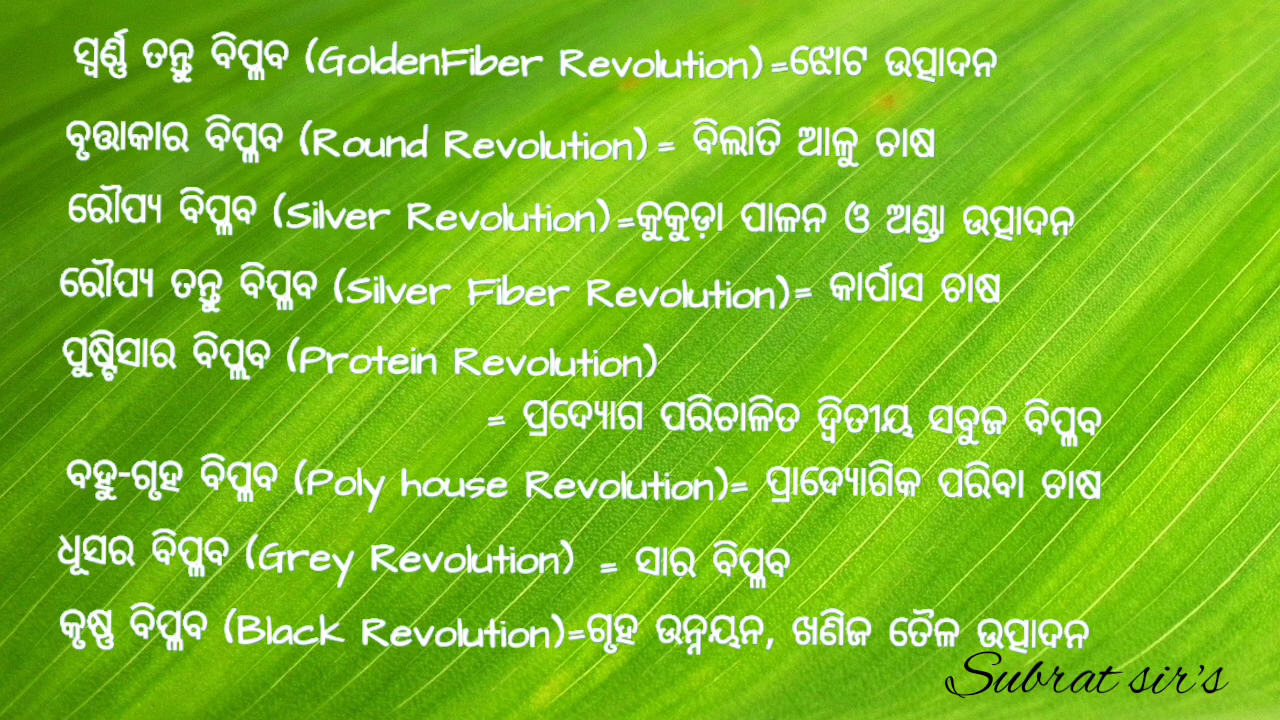 ସ୍ୱର୍ଣ୍ଣ ତନ୍ତୁ ବିପ୍ଳବ (GoldenFiber Revolution)=ଝୋଟ ଉତ୍ପାଦନ
ବୃତ୍ତାକାର ବିପ୍ଳବ (Round Revolution)= ବିଲାତି ଆଳୁ ଚାଷ
ରୌପ୍ୟ ବିପ୍ଳବ (Silver Revolution)=କୁକୁଡ଼ା ପାଳନ ଓ ଅଣ୍ଡା ଉତ୍ପାଦନ
ରୌପ୍ୟ ତନ୍ତୁ ବିପ୍ଳବ (Silver Fiber Revolution)= କାର୍ପାସ ଚାଷ
ପୁଷ୍ଟିସାର ବିପ୍ଲବ (Protein Revolution)
= ପ୍ରଦ୍ୟୋଗ ପରିଚାଳିତ ଦ୍ୱିତୀୟ ସବୁଜ ବିପ୍ଳବ
ବହୁ-ଗୃହ ବିପ୍ଳବ (Poly house Revolution)= ପ୍ରାଦ୍ୟୋଗିକ ପରିବା ଚାଷ
ଧୂସର ବିପ୍ଳବ (Grey Revolution) = ସାର ବିପ୍ଳବ
କୃଷ୍ଣ ବିପ୍ଳବ (Black Revolution)=ଗୃହ ଉନ୍ନୟନ, ଖଣିଜ ତୈଳ ଉତ୍ପାଦନ
Subrat sir's